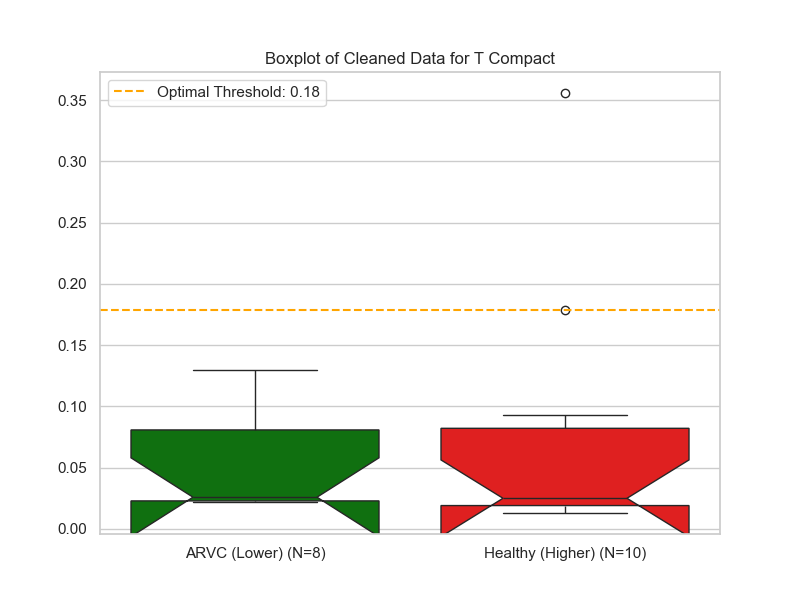 Boxplot of Cleaned Data for T Compact
Optimal Threshold: 0.18
0.35
0.30
0.25
0.20
0.15
0.10
0.05
0.00
ARVC (Lower) (N=8)
Healthy (Higher) (N=10)